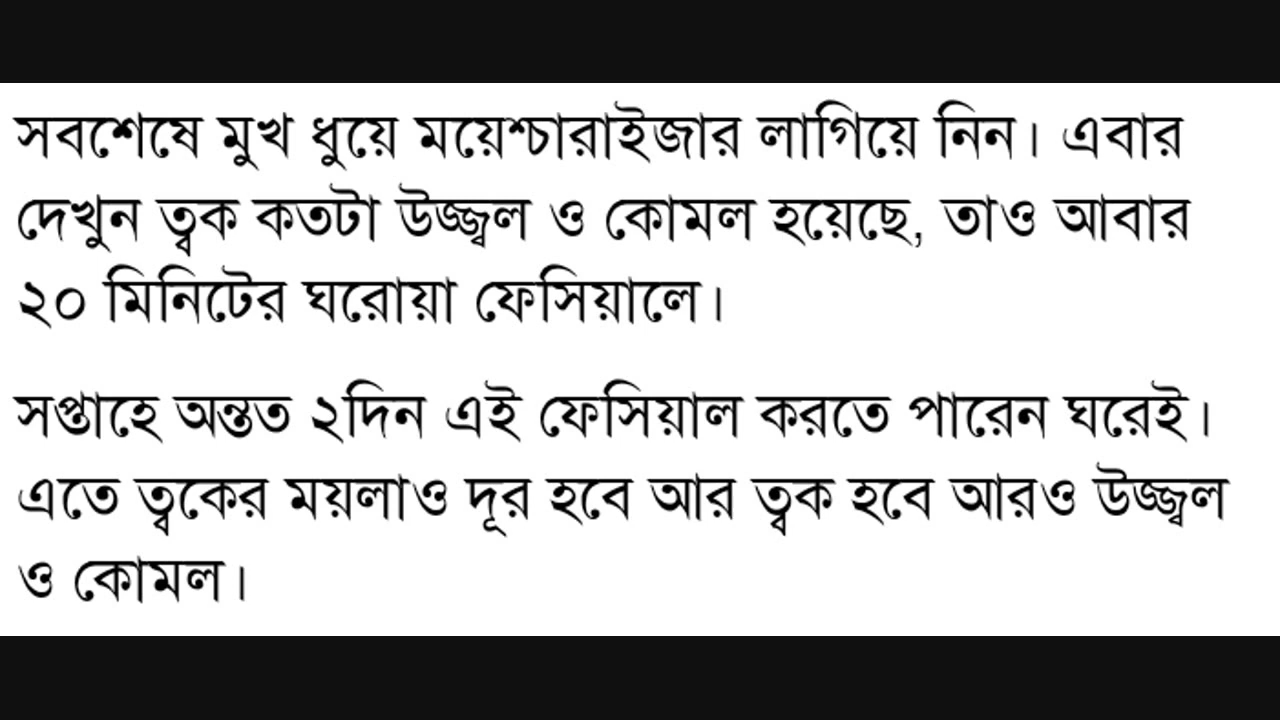 সবশেষে মুখ ধুয়ে ময়েশ্চারাইজার লাগিয়ে নিন। এবার
দেখুন ত্বক কতটা উজ্জ্বল ও কোমল হয়েছে, তাও আবার
২০ মিনিটের ঘরোয়া ফেসিয়ালে।
সপ্তাহে অন্তত ২দিন এই ফেসিয়াল করতে পারেন ঘরেই।
এতে ত্বকের ময়লাও দূর হবে আর ত্বক হবে আরও উজ্জ্বল
ও কোমল।